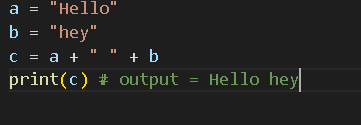 a = "Hello"
b = "hey"
c = a + " " + b
print(c) # output = Hello hey